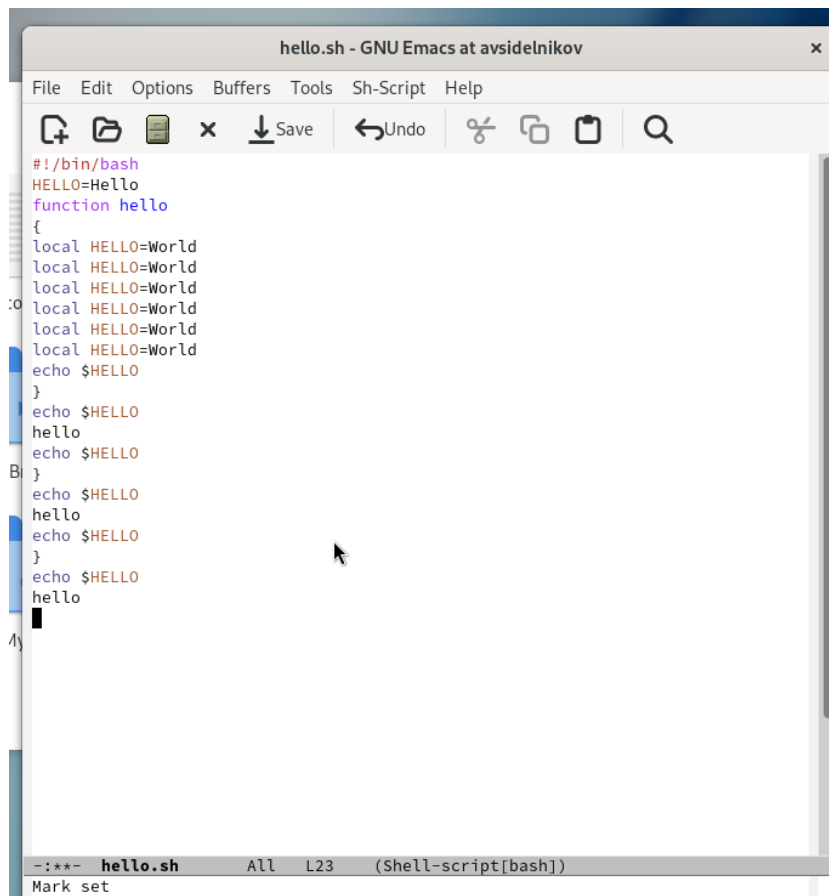 hello.sh - GNU Emacs at avsidelnikov ×
File Edit Options Buffers Tools Sh-Script Help
Save Undo
#!/bin/bash
HELLO=Hello
function hello
{
local HELLO=World
local HELLO=World
local HELLO=World
local HELLO=World
local HELLO=World
local HELLO=World
echo $HELLO
}
echo $HELLO
hello
echo $HELLO
}
echo $HELLO
hello
echo $HELLO
}
echo $HELLO
hello
-:**- hello.sh All L23 (Shell-script[bash])
Mark set